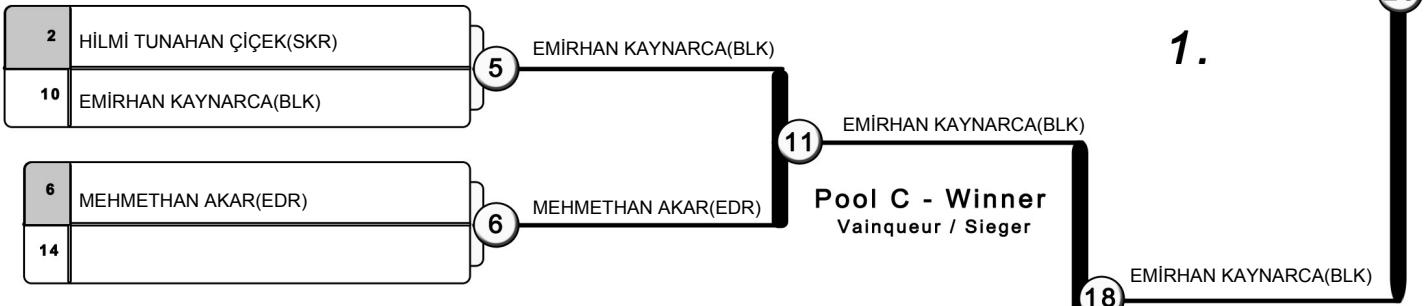 2 HİLMİ TUNAHAN ÇİÇEK(SKR)
10 EMİRHAN KAYNARCA(BLK)
5 EMİRHAN KAYNARCA(BLK)
6 MEHMETHAN AKAR(EDR)
14
6 MEHMETHAN AKAR(EDR)
11 EMİRHAN KAYNARCA(BLK)
Pool C - Winner
Vainqueur / Sieger
1.
18 EMİRHAN KAYNARCA(BLK)